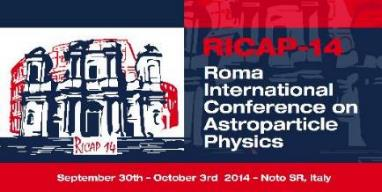 RICAP-14
Roma
International
Conference on
Astroparticle
Physics
RICAP 14
September 30th - October 3rd 2014 - Noto SR, Italy